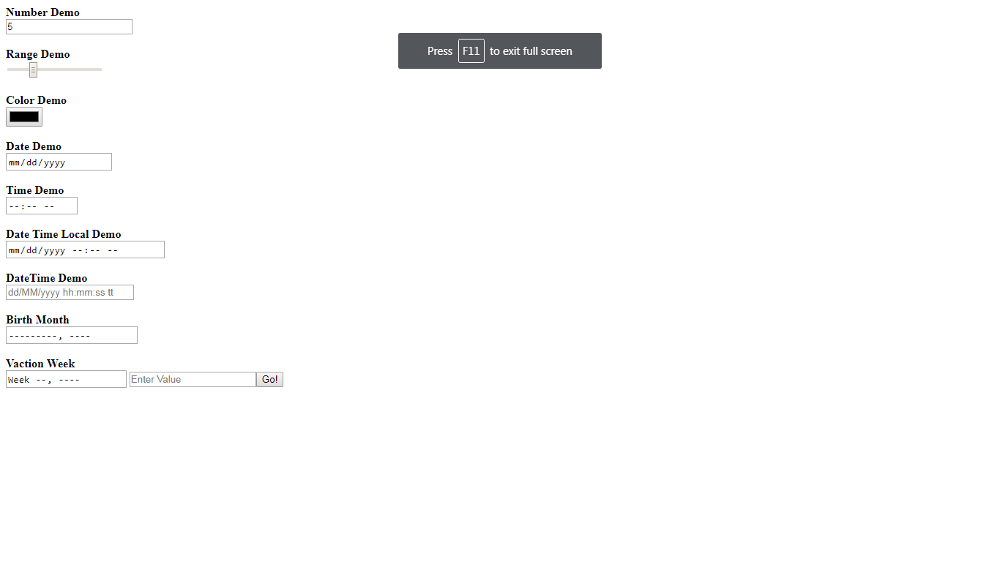 Number Demo
5
Press F11 to exit full screen
Range Demo
Color Demo
Date Demo
mm/dd/yyyy
Time Demo
--:-- --
Date Time Local Demo
mm/dd/yyyy --:-- --
DateTime Demo
dd/MM/yyyy hh:mm:ss tt
Birth Month
---------, ----
Vaction Week
Week --, ---- Enter Value Go!